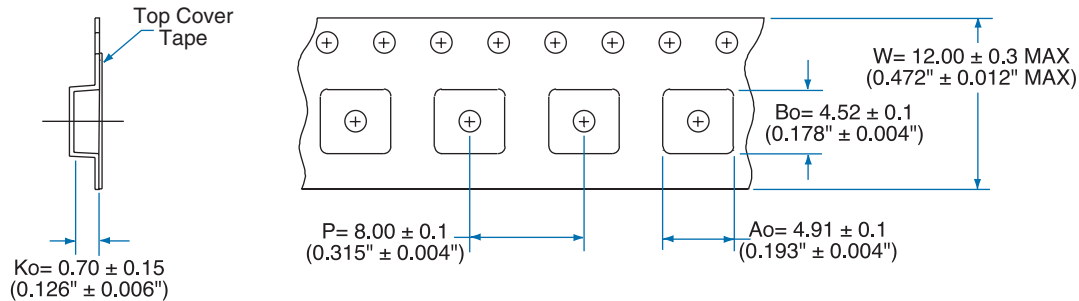 Top Cover
Tape
W= 12.00 ± 0.3 MAX
(0.472" ± 0.012" MAX)
Bo= 4.52 ± 0.1
(0.178" ± 0.004")
P= 8.00 ± 0.1
(0.315" ± 0.004")
Ao= 4.91 ± 0.1
(0.193" ± 0.004")
Ko= 0.70 ± 0.15
(0.126" ± 0.006")